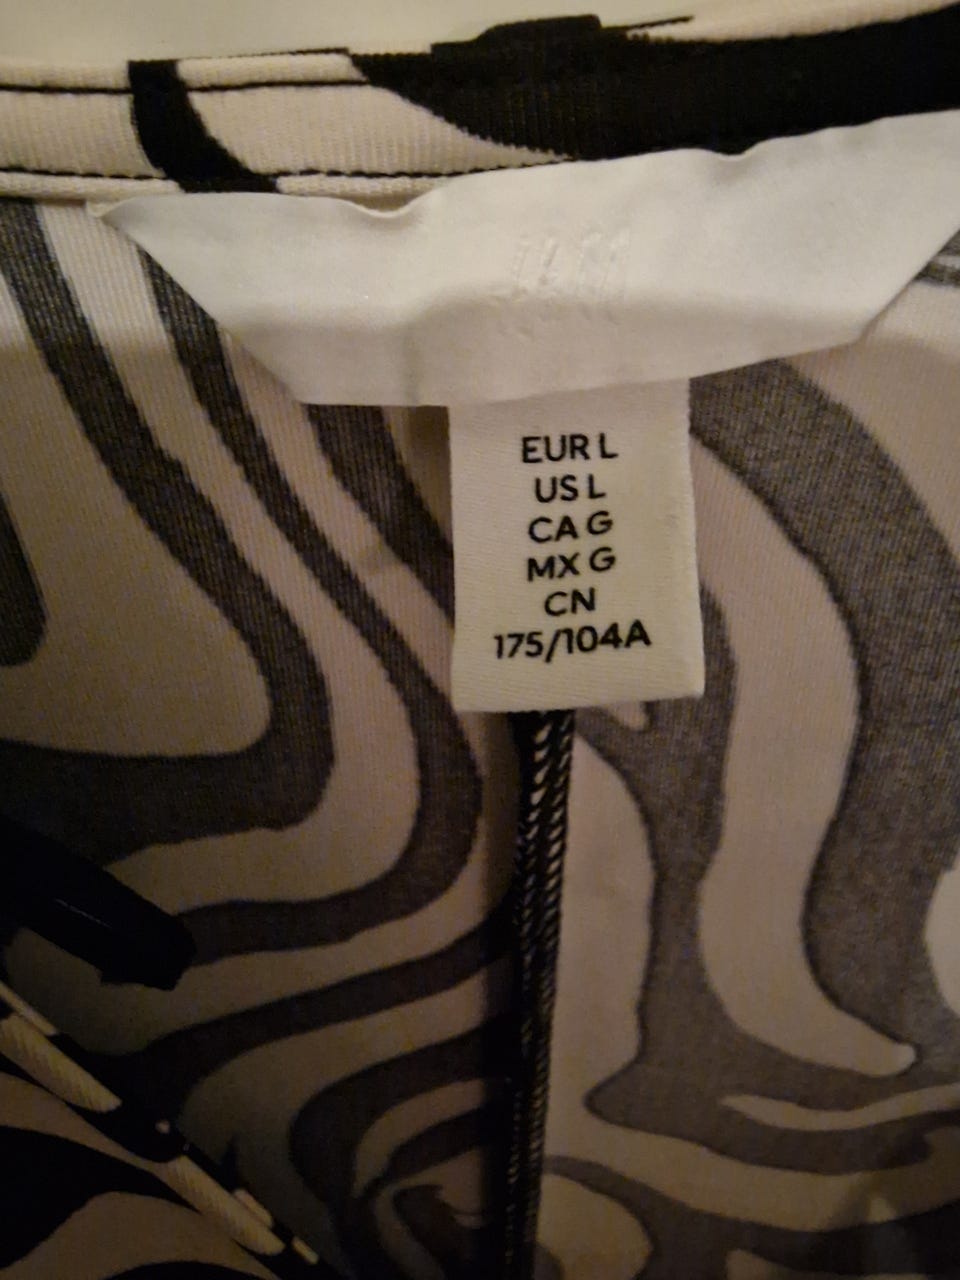 EUR L
US L
CA G
MX G
CN
175/104A